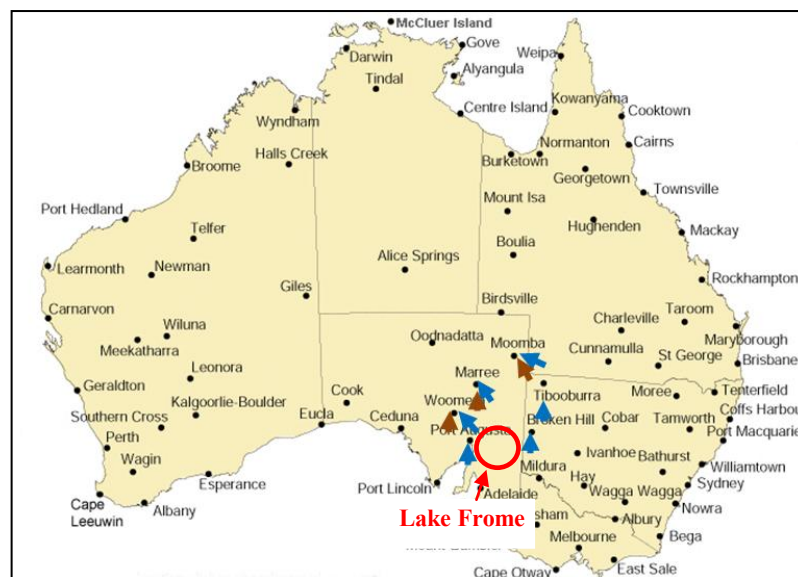 McCluer Island
Darwin
Gove
Weipa
Tindal
Alyangula
Kowanyama
Wyndham
Centre Island
Cooktown
Halls Creek
Normanton
Cairns
Broome
Burketown
Georgetown
Townsville
Port Hedland
Mount Isa
Hughenden
Mackay
Telfer
Boulia
Learmonth
Newman
Alice Springs
Rockhampton
Giles
Birdsville
Carnarvon
Taroom
Wiluna
Charleville
Maryborough
Oodnadatta
Moomba
Meekatharra
Cunnamulla
St George
Brisbane
Leonora
Marree
Geraldton
Cook
Tibooburra
Moree
Tenterfield
Kalgoorlie-Boulder
Woome
Coffs Harbou
Southern Cross
Eucla
Ceduna
Broken Hill
Cobar
Tamworth
Perth
Port Augusta
Port Macquarie
Wagin
Ivanhoe
Bathurst
Mildura
Williamtown
Esperance
Port Lincoln
Hay
Sydney
Cape
Leeuwin
Albany
Adelaide
Wagga Wagga
Nowra
Lake Frome
sham
Albury
Melbourne
Bega
Cape Otway
East Sale